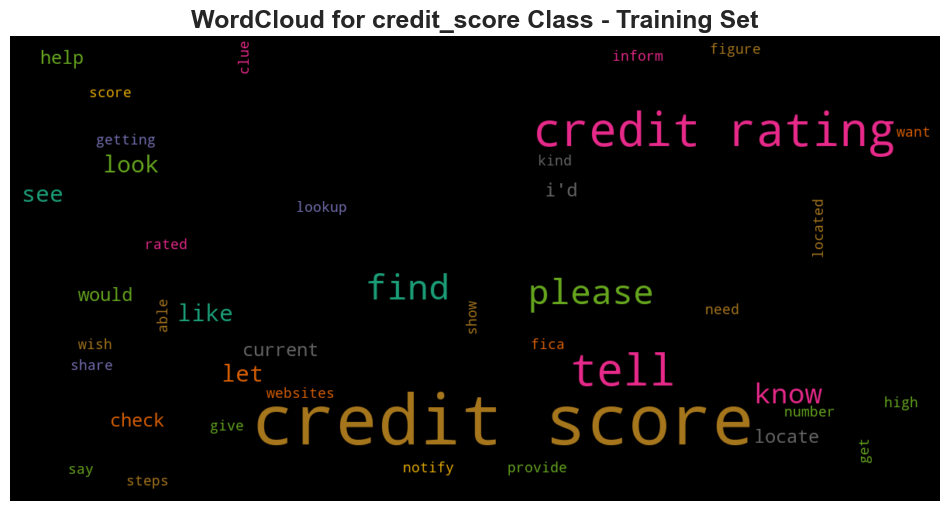 WordCloud for credit_score Class - Training Set
help
clue
inform
figure
score
credit rating
want
getting
look
kind
see
i'd
lookup
located
rated
find
please
would
like
able
show
need
wish
current
fica
share
let
tell
websites
know
check
give
credit score
number
high
locate
get
say
steps
notify
provide